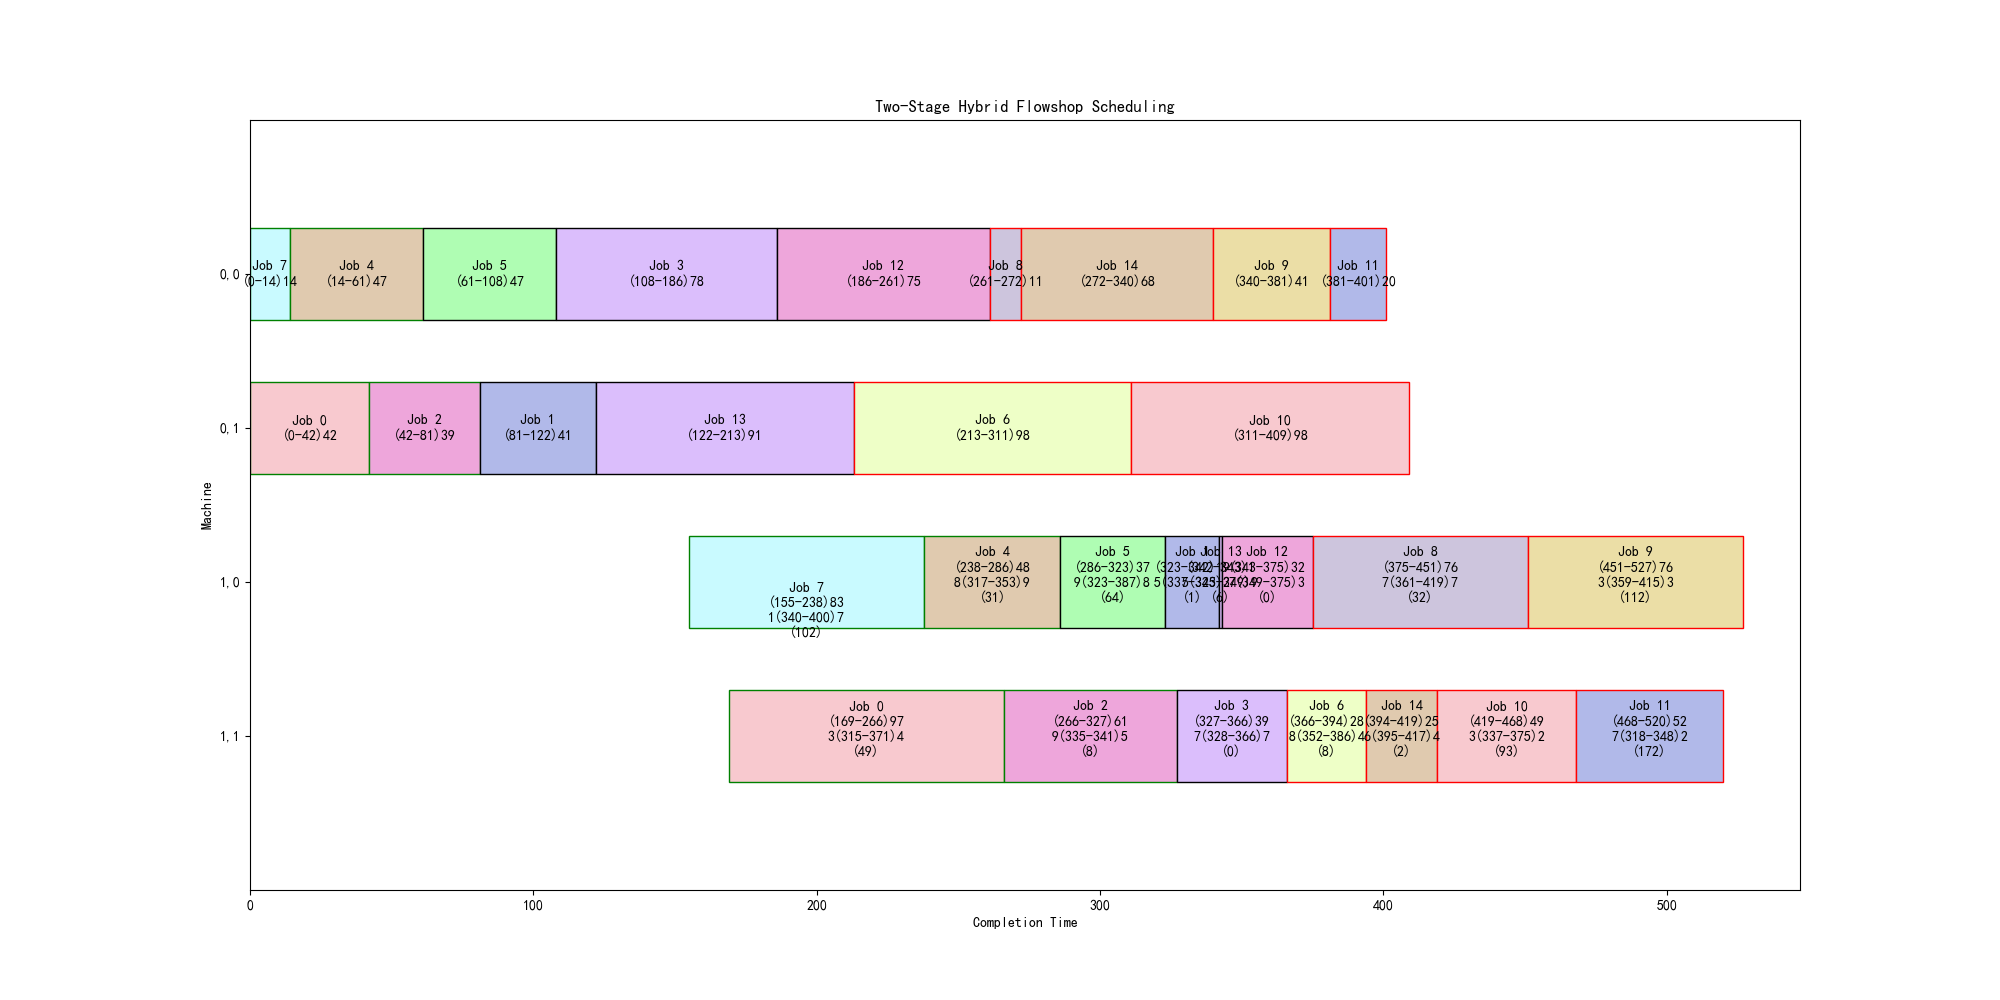 Two-Stage Hybrid Flowshop Scheduling
Machine
0,0
Job 7
(0-14)14
Job 4
(14-61)47
Job 5
(61-108)47
Job 3
(108-186)78
Job 12
(186-261)75
Job 8
(261-272)11
Job 14
(272-340)68
Job 9
(340-381)41
Job 11
(381-401)20
0,1
Job 0
(0-42)42
Job 2
(42-81)39
Job 1
(81-122)41
Job 13
(122-213)91
Job 6
(213-311)98
Job 10
(311-409)98
1,0
Job 7
(155-238)83
1(340-400)7
(102)
Job 4
(238-286)48
8(317-353)9
(31)
Job 5
(286-323)37
9(323-387)8
(64)
Job 1
(1)
Job 13
(6)
Job 12
(343-375)32
(0)
Job 8
(375-451)76
7(361-419)7
(32)
Job 9
(451-527)76
3(359-415)3
(112)
1,1
Job 0
(169-266)97
3(315-371)4
(49)
Job 2
(266-327)61
9(335-341)5
(8)
Job 3
(327-366)39
7(328-366)7
(0)
Job 6
(366-394)28
8(352-386)4
(8)
Job 14
(394-419)25
6(395-417)4
(2)
Job 10
(419-468)49
3(337-375)2
(93)
Job 11
(468-520)52
7(318-348)2
(172)
0
100
200
300
400
500
Completion Time